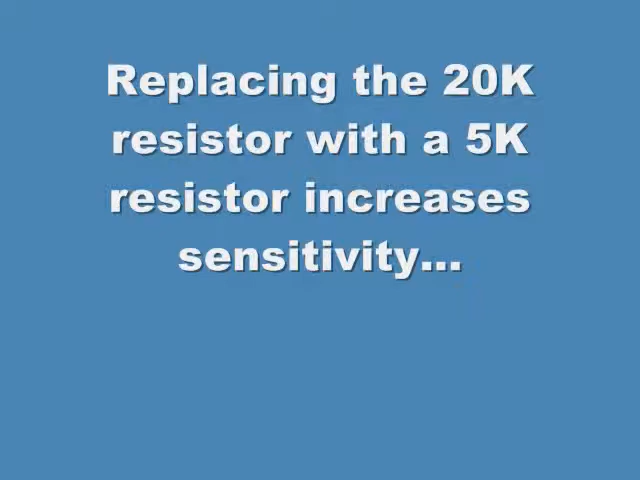 Replacing the 20K
resistor with a 5K
resistor increases
sensitivity...